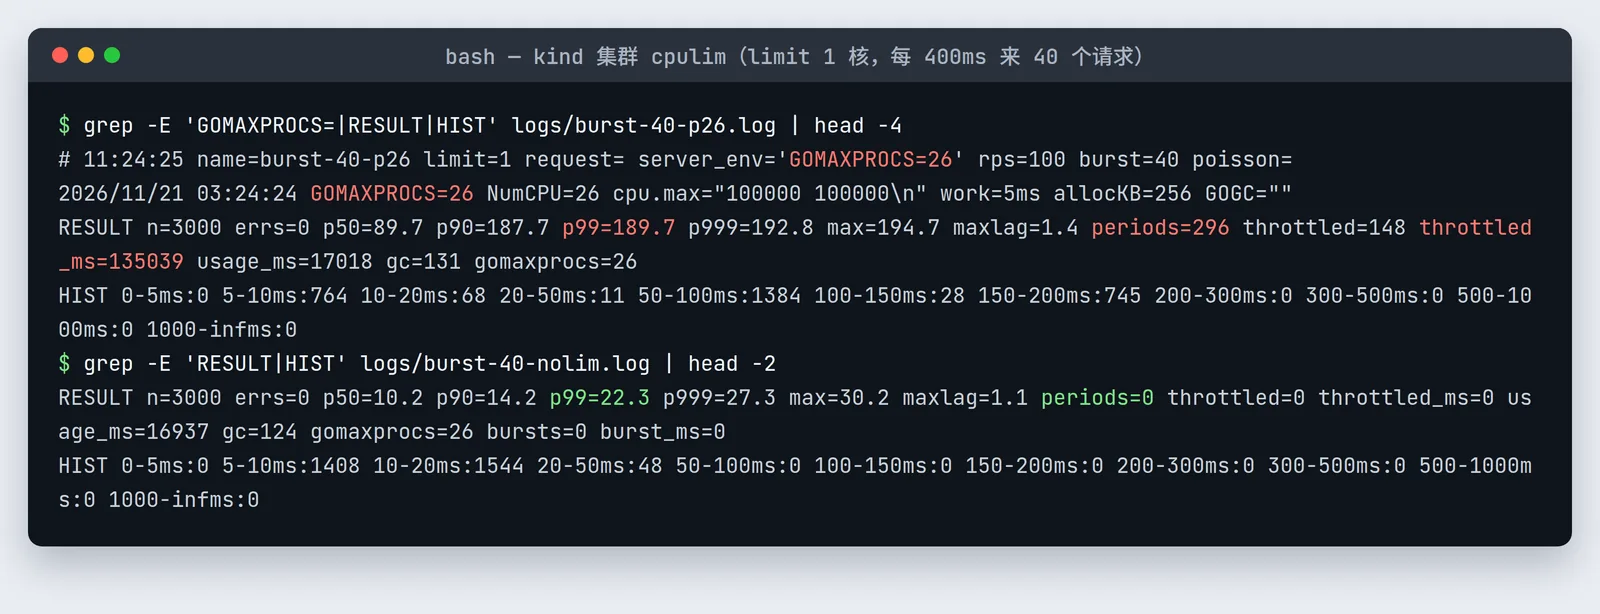 bash — kind 集群 cpulim（limit 1 核，每 400ms 来 40 个请求）
$ grep -E 'GOMAXPROCS=|RESULT|HIST' logs/burst-40-p26.log | head -4
# 11:24:25 name=burst-40-p26 limit=1 request= server_env='GOMAXPROCS=26' rps=100 burst=40 poisson=
2026/11/21 03:24:24 GOMAXPROCS=26 NumCPU=26 cpu.max="100000 100000\n" work=5ms allocKB=256 GOGC=""
RESULT n=3000 errs=0 p50=89.7 p90=187.7 p99=189.7 p999=192.8 max=194.7 maxlag=1.4 periods=296 throttled=148 throttled
_ms=135039 usage_ms=17018 gc=131 gomaxprocs=26
HIST 0-5ms:0 5-10ms:764 10-20ms:68 20-50ms:11 50-100ms:1384 100-150ms:28 150-200ms:745 200-300ms:0 300-500ms:0 500-10
00ms:0 1000-infms:0
$ grep -E 'RESULT|HIST' logs/burst-40-nolim.log | head -2
RESULT n=3000 errs=0 p50=10.2 p90=14.2 p99=22.3 p999=27.3 max=30.2 maxlag=1.1 periods=0 throttled=0 throttled_ms=0 us
age_ms=16937 gc=124 gomaxprocs=26 bursts=0 burst_ms=0
HIST 0-5ms:0 5-10ms:1408 10-20ms:1544 20-50ms:48 50-100ms:0 100-150ms:0 150-200ms:0 200-300ms:0 300-500ms:0 500-1000m
s:0 1000-infms:0